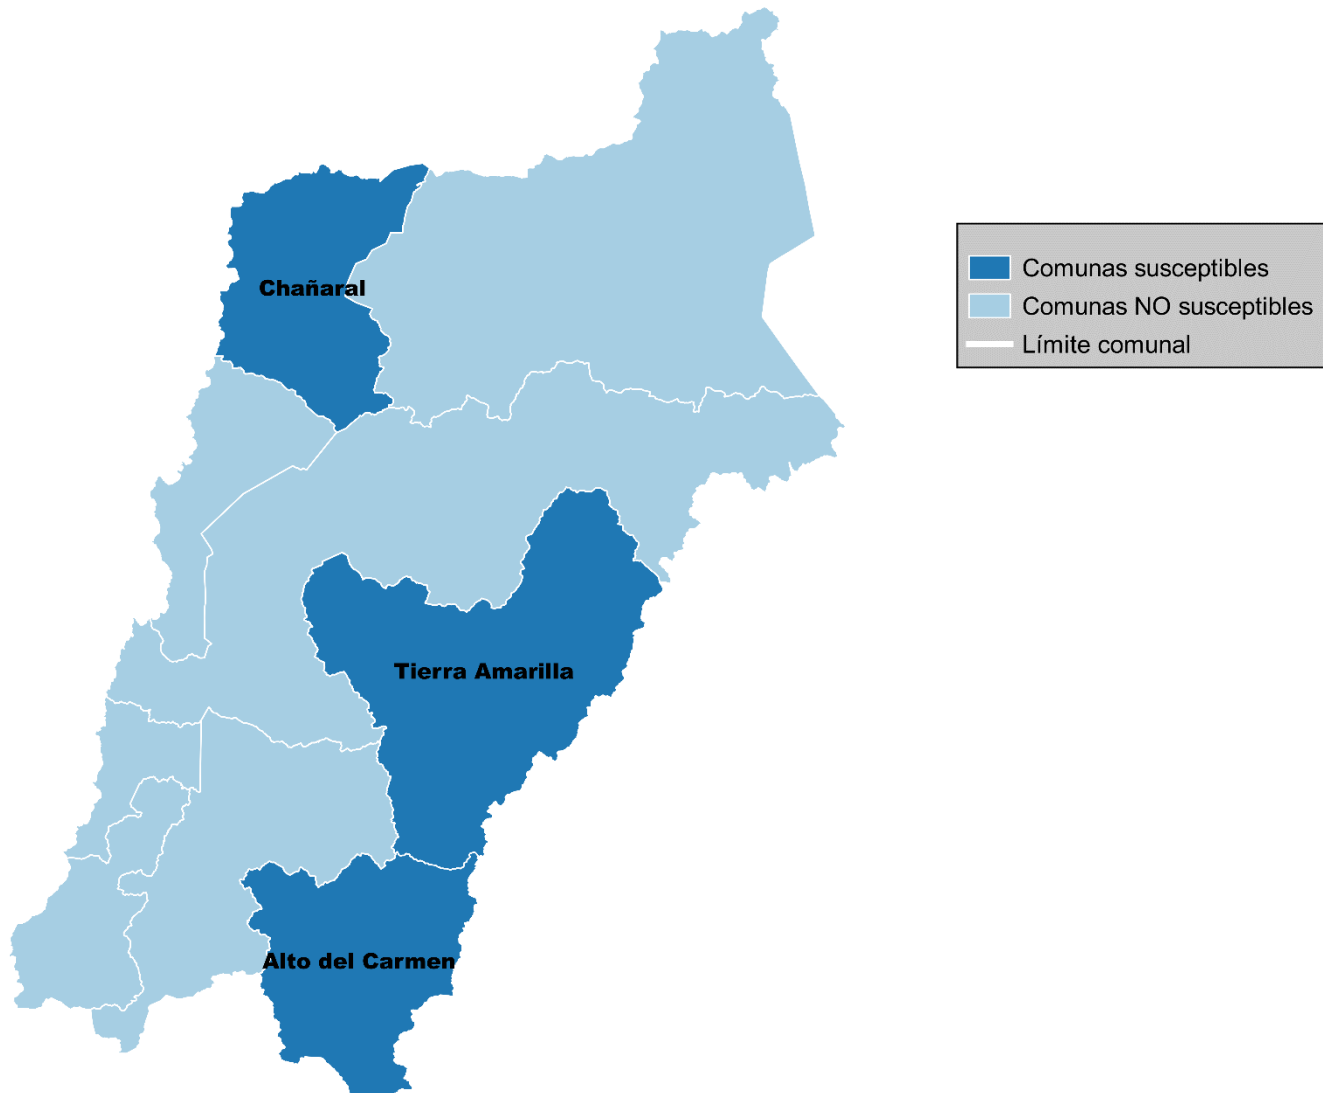 Chañaral
Comunas susceptibles
Comunas NO susceptibles
Límite comunal
Tierra Amarilla
Alto del Carmen